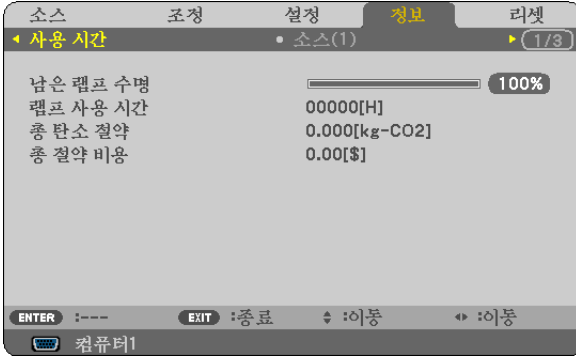 소스 조정 설정 정보 리셋
사용 시간 • 소스(1) (1/3)
남은 램프 수명 100%
램프 사용 시간 00000[H]
총 탄소 절약 0.000[kg-CO2]
총 절약 비용 0.00[$]
ENTER :--- EXIT :종료 :이동 :이동
컴퓨터1